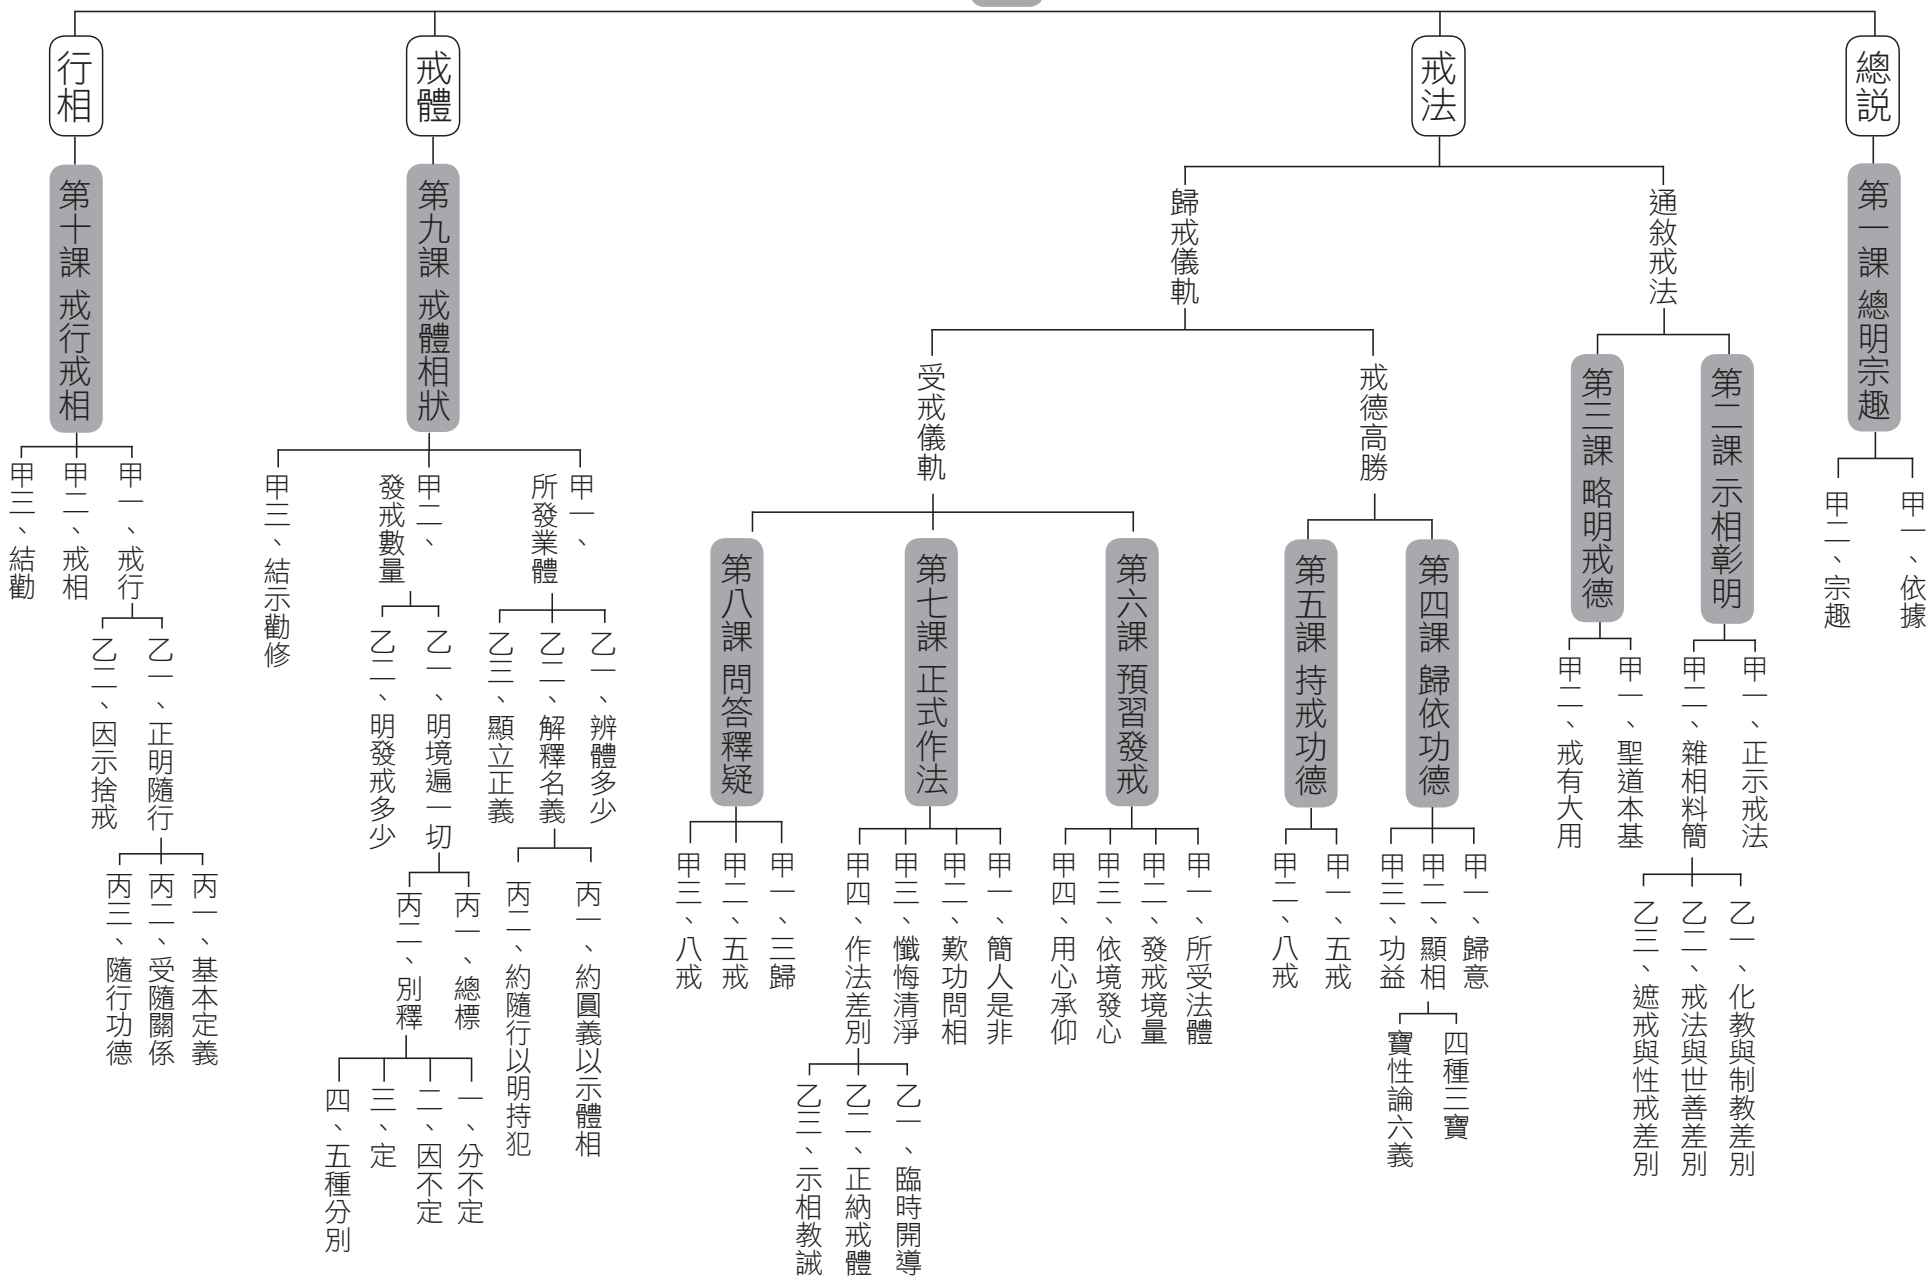 總説
第一課 總明宗趣
甲一、依據
甲二、宗趣
戒法
通敘戒法
第二課 示相彰明
甲一、正示戒法
甲二、雜相料簡
乙一、化教與制教差別
乙二、戒法與世善差別
乙三、遮戒與性戒差別
第三課 略明戒德
甲一、聖道本基
甲二、戒有大用
歸戒儀軌
戒德高勝
第四課 歸依功德
甲一、歸意
甲二、顯相
四種三寶
寶性論六義
甲三、功益
第五課 持戒功德
甲一、五戒
甲二、八戒
受戒儀軌
第六課 預習發戒
甲一、所受法體
甲二、發戒境量
甲三、依境發心
甲四、用心承仰
第七課 正式作法
甲一、簡人是非
甲二、歎功問相
甲三、懺悔清淨
甲四、作法差別
乙一、臨時開導
乙二、正納戒體
乙三、示相教誡
第八課 問答釋疑
甲一、三歸
甲二、五戒
甲三、八戒
戒體
第九課 戒體相狀
甲一、
所發業體
乙一、辨體多少
乙二、解釋名義
丙一、約圓義以示體相
丙二、約隨行以明持犯
乙三、顯立正義
甲二、
發戒數量
乙一、明境遍一切
丙一、總標
丙二、別釋
一、分不定
二、因不定
三、定
四、五種分別
乙二、明發戒多少
甲三、結示勸修
行相
第十課 戒行戒相
甲一、戒行
乙一、正明隨行
丙一、基本定義
丙二、受隨關係
丙三、隨行功德
乙二、因示捨戒
甲二、戒相
甲三、結勸